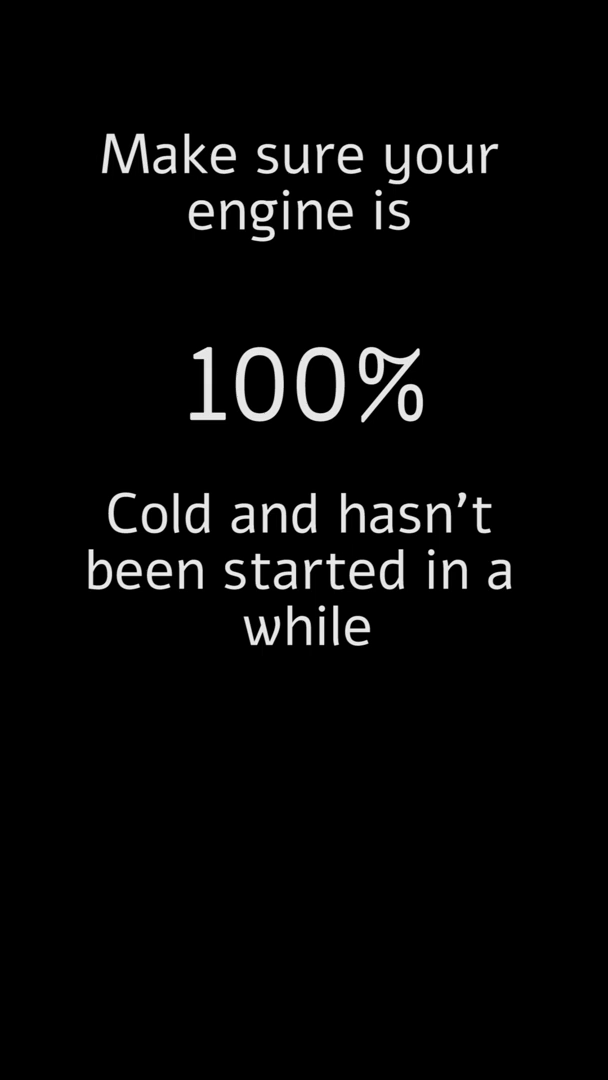 Make sure your
engine is
100%
Cold and hasn't
been started in a
while